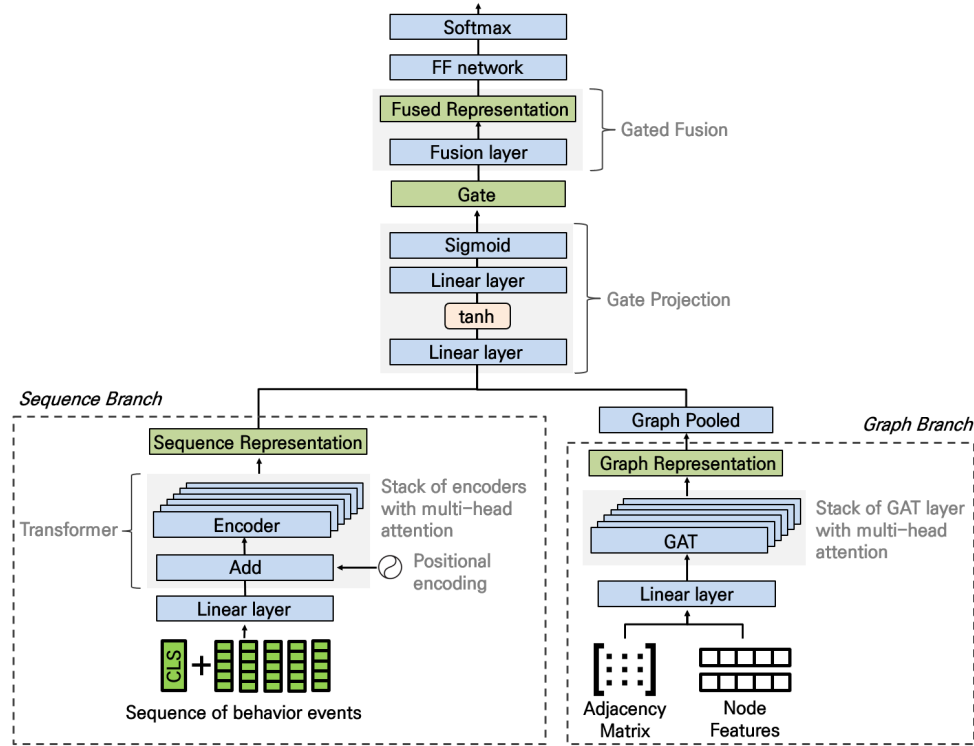 Softmax
FF network
Fused Representation
Gated Fusion
Fusion layer
Gate
Sigmoid
Linear layer
Gate Projection
tanh
Linear layer
Sequence Branch
Sequence Representation
Transformer
Stack of encoders
with multi-head
attention
Encoder
Add
Positional
encoding
Linear layer
CLS
+
Sequence of behavior events
Graph Pooled
Graph Branch
Graph Representation
Stack of GAT layer
with multi-head
attention
GAT
Linear layer
Adjacency
Matrix
Node
Features